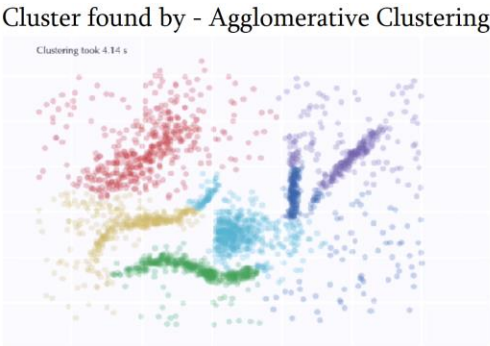 Cluster found by - Agglomerative Clustering
Clustering took 4.14 s